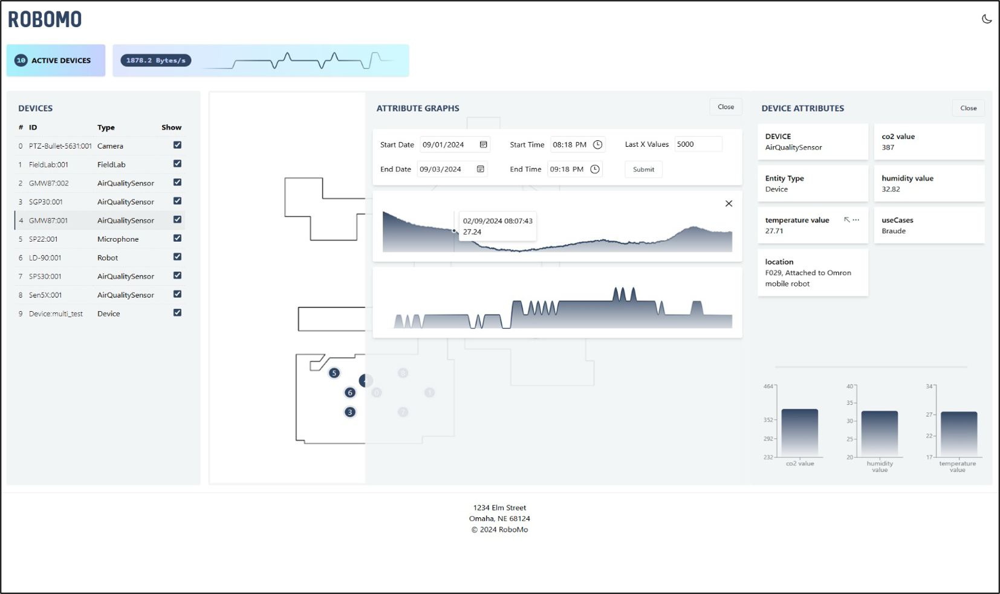 ROBOMO
10 ACTIVE DEVICES
1878.2 Bytes/s
DEVICES
# ID Type Show
0 PTZ-Bullet-5631:001 Camera
1 FieldLab:001 FieldLab
2 GMW87:002 AirQualitySensor
3 SGP30:001 AirQualitySensor
4 GMW87:001 AirQualitySensor
5 SP22:001 Microphone
6 LD-90:001 Robot
7 SPS30:001 AirQualitySensor
8 Sen5X:001 AirQualitySensor
9 Device:multi_test Device
5
8
6
0
1
3
7
ATTRIBUTE GRAPHS
Close
Start Date 09/01/2024 Start Time 08:18 PM Last X Values 5000
End Date 09/03/2024 End Time 09:18 PM Submit
02/09/2024 08:07:43
27.24
DEVICE ATTRIBUTES
Close
DEVICE
AirQualitySensor
co2 value
387
Entity Type
Device
humidity value
32.82
temperature value
27.71
useCases
Braude
location
F029, Attached to Omron
mobile robot
464
352
292
232
co2 value
40
35
30
25
20
humidity
value
34
27
22
17
temperature
value
1234 Elm Street
Omaha, NE 68124
© 2024 RoboMo